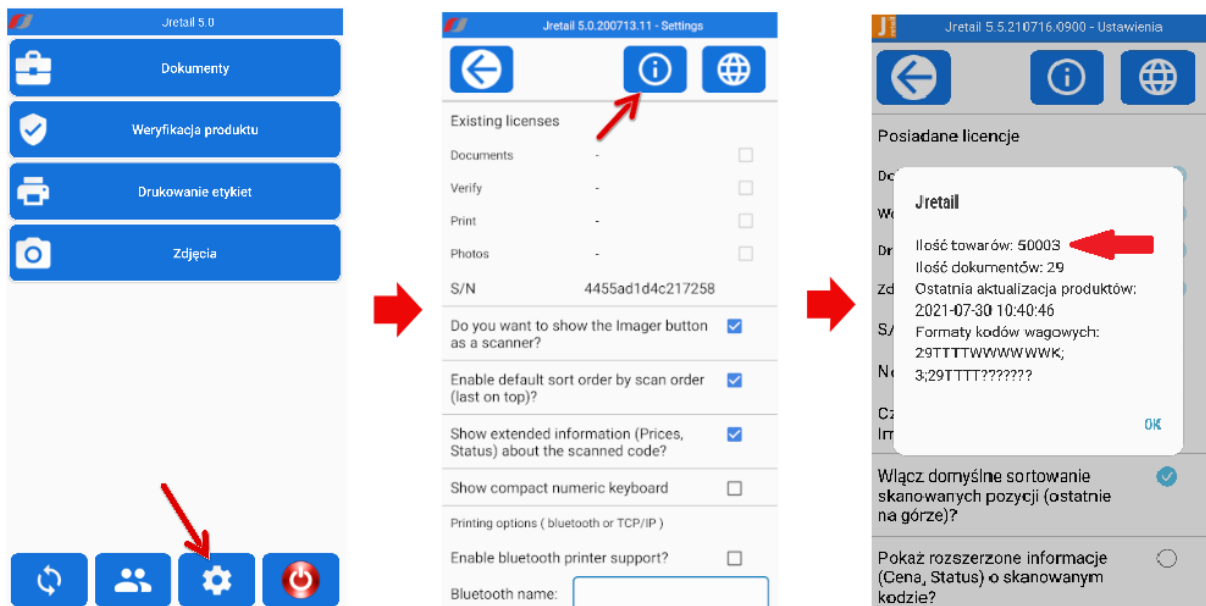 Jretail 5.0
Dokumenty
Weryfikacja produktu
Drukowanie etykiet
Zdjęcia
Jretail 5.0.200713.11 - Settings
Existing licenses
Documents -
Verify -
Print -
Photos -
S/N 4455ad1d4c217258
Do you want to show the Imager button
as a scanner?
Enable default sort order by scan order
(last on top)?
Show extended information (Prices,
Status) about the scanned code?
Show compact numeric keyboard
Printing options ( bluetooth or TCP/IP )
Enable bluetooth printer support?
Bluetooth name:
Jretail 5.5.210716.0900 - Ustawienia
Posiadane licencje
Jretail
Ilość towarów: 50003
Ilość dokumentów: 29
Ostatnia aktualizacja produktów:
2021-07-30 10:40:46
Formaty kodów wagowych:
29TTTTWWWWWWK;
3;29TTTT???????
OK
Włącz domyślne sortowanie
skanowanych pozycji (ostatnie
na górze)?
Pokaż rozszerzone informacje
(Cena, Status) o skanowanym
kodzie?